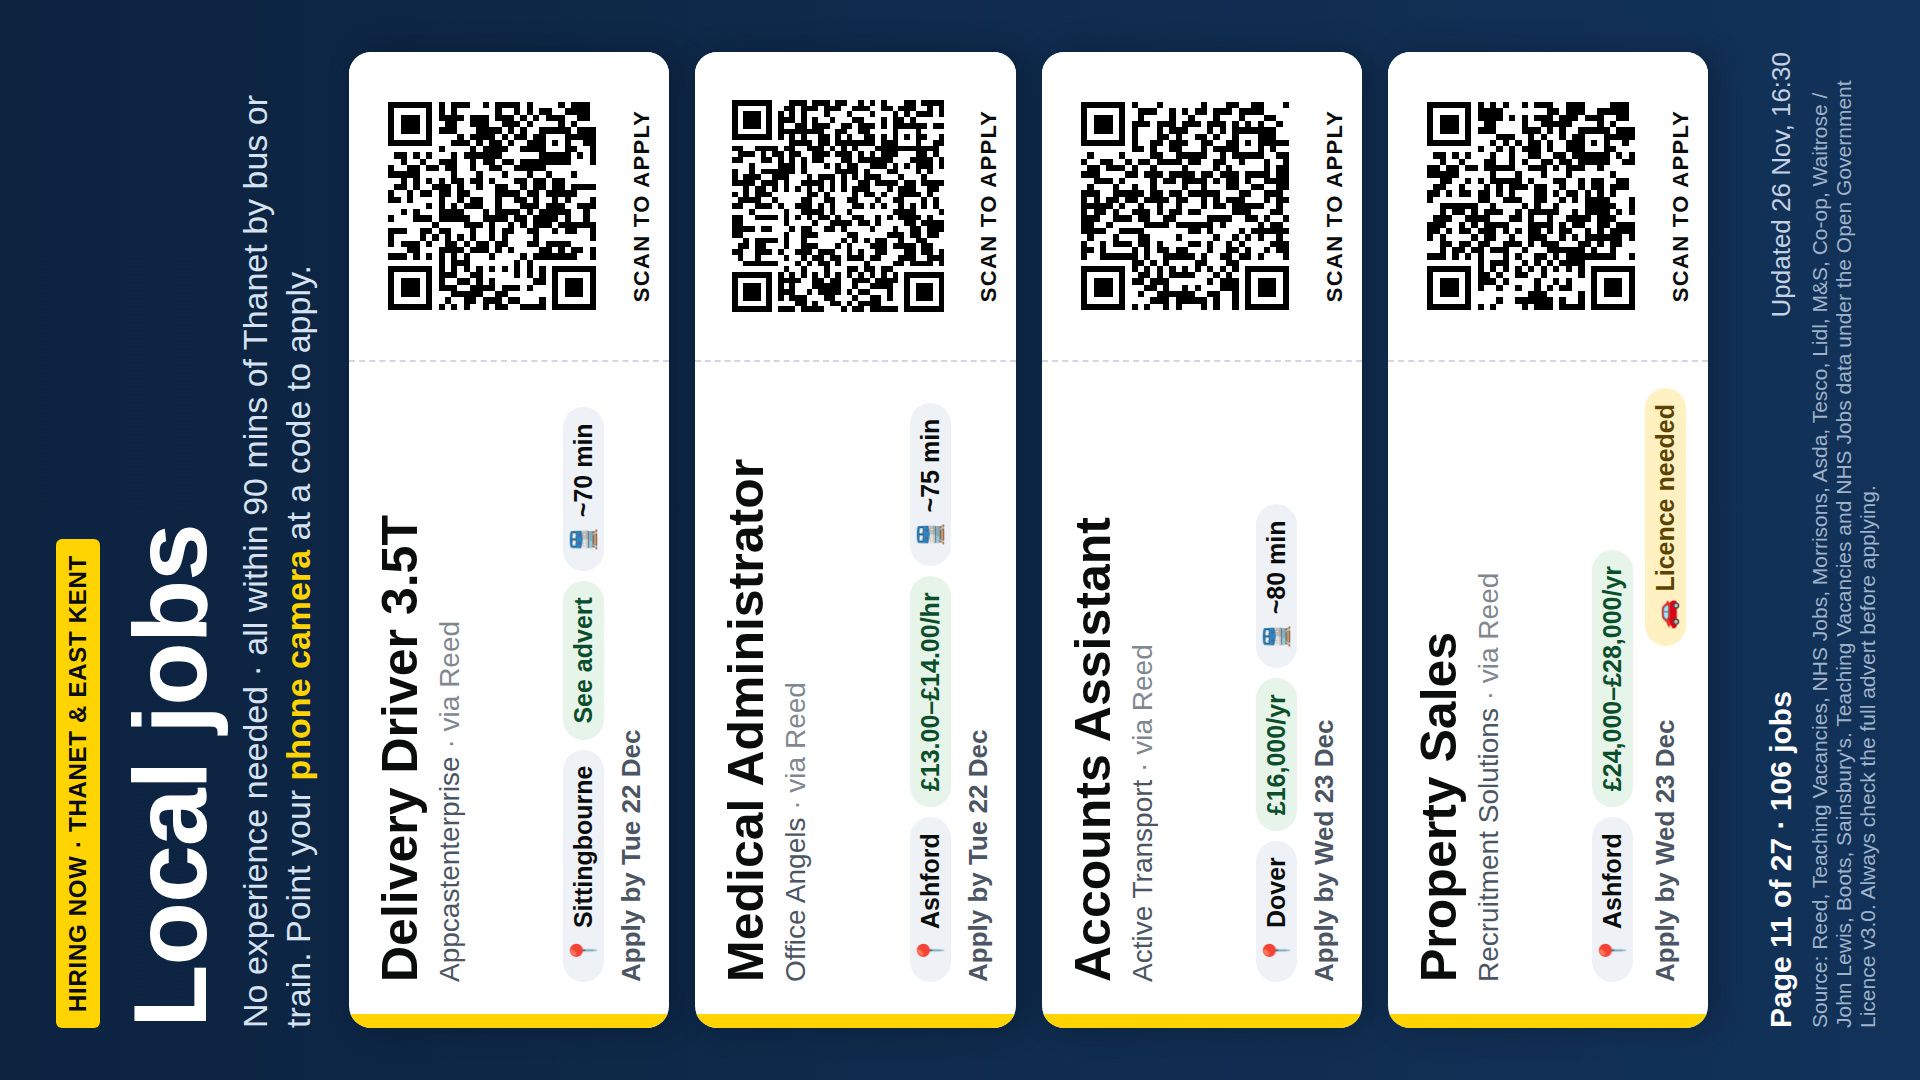 HIRING NOW · THANET & EAST KENT
Local jobs
No experience needed · all within 90 mins of Thanet by bus or
train. Point your phone camera at a code to apply.
Delivery Driver 3.5T
Appcastenterprise · via Reed
Sittingbourne
See advert
~70 min
Apply by Tue 22 Dec
SCAN TO APPLY
Medical Administrator
Office Angels · via Reed
Ashford
£13.00–£14.00/hr
~75 min
Apply by Tue 22 Dec
SCAN TO APPLY
Accounts Assistant
Active Transport · via Reed
Dover
£16,000/yr
~80 min
Apply by Wed 23 Dec
SCAN TO APPLY
Property Sales
Recruitment Solutions · via Reed
Ashford
£24,000–£28,000/yr
Apply by Wed 23 Dec
Licence needed
SCAN TO APPLY
Page 11 of 27 · 106 jobs
Updated 26 Nov, 16:30
Source: Reed, Teaching Vacancies, NHS Jobs, Morrisons, Asda, Tesco, Lidl, M&S, Co-op, Waitrose /
John Lewis, Boots, Sainsbury's. Teaching Vacancies and NHS Jobs data under the Open Government
Licence v3.0. Always check the full advert before applying.